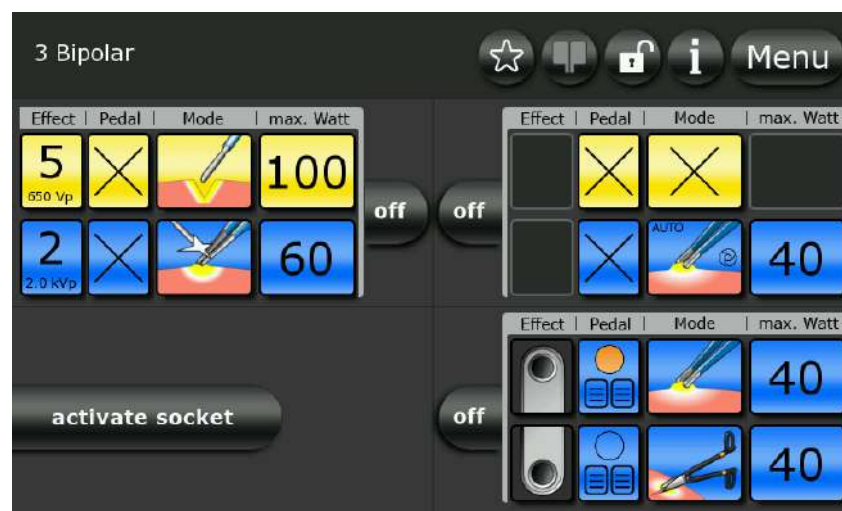 3 Bipolar
i Menu
Effect | Pedal | Mode | max. Watt
5 650 Vp 100
off
2 2.0 kVp 60
Effect | Pedal | Mode | max. Watt
off
AUTO 40
activate socket
Effect | Pedal | Mode | max. Watt
40
off
40